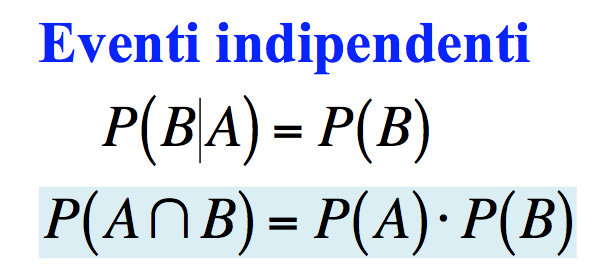 Eventi indipendenti
P(B|A) = P(B)
P(A∩B) = P(A)·P(B)